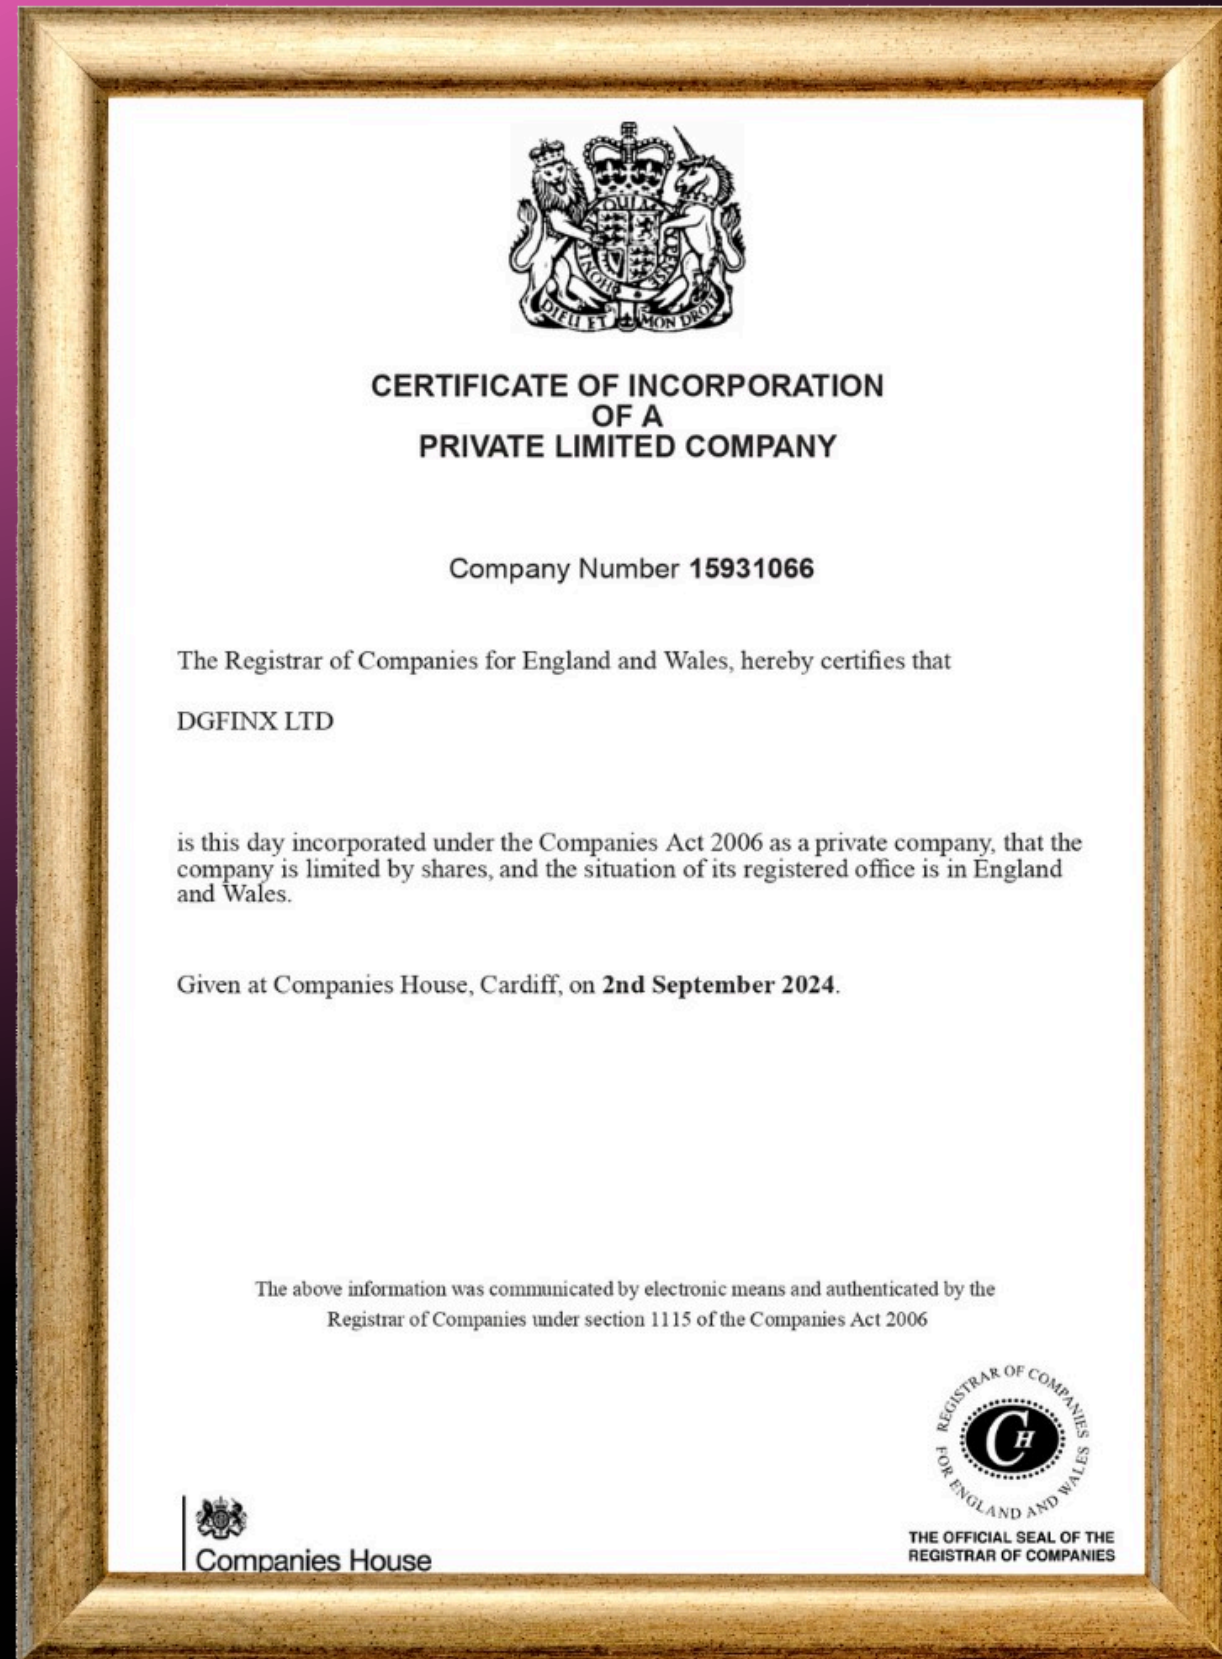 QUI
INOH
RENSE
DIEU ET MON DROIT
CERTIFICATE OF INCORPORATION
OF A
PRIVATE LIMITED COMPANY
Company Number 15931066
The Registrar of Companies for England and Wales, hereby certifies that
DGFINX LTD
is this day incorporated under the Companies Act 2006 as a private company, that the
company is limited by shares, and the situation of its registered office is in England
and Wales.
Given at Companies House, Cardiff, on 2nd September 2024.
The above information was communicated by electronic means and authenticated by the
Registrar of Companies under section 1115 of the Companies Act 2006
REGISTRAR OF COMPANIES
FOR ENGLAND AND WALES
CH
THE OFFICIAL SEAL OF THE
REGISTRAR OF COMPANIES
Companies House